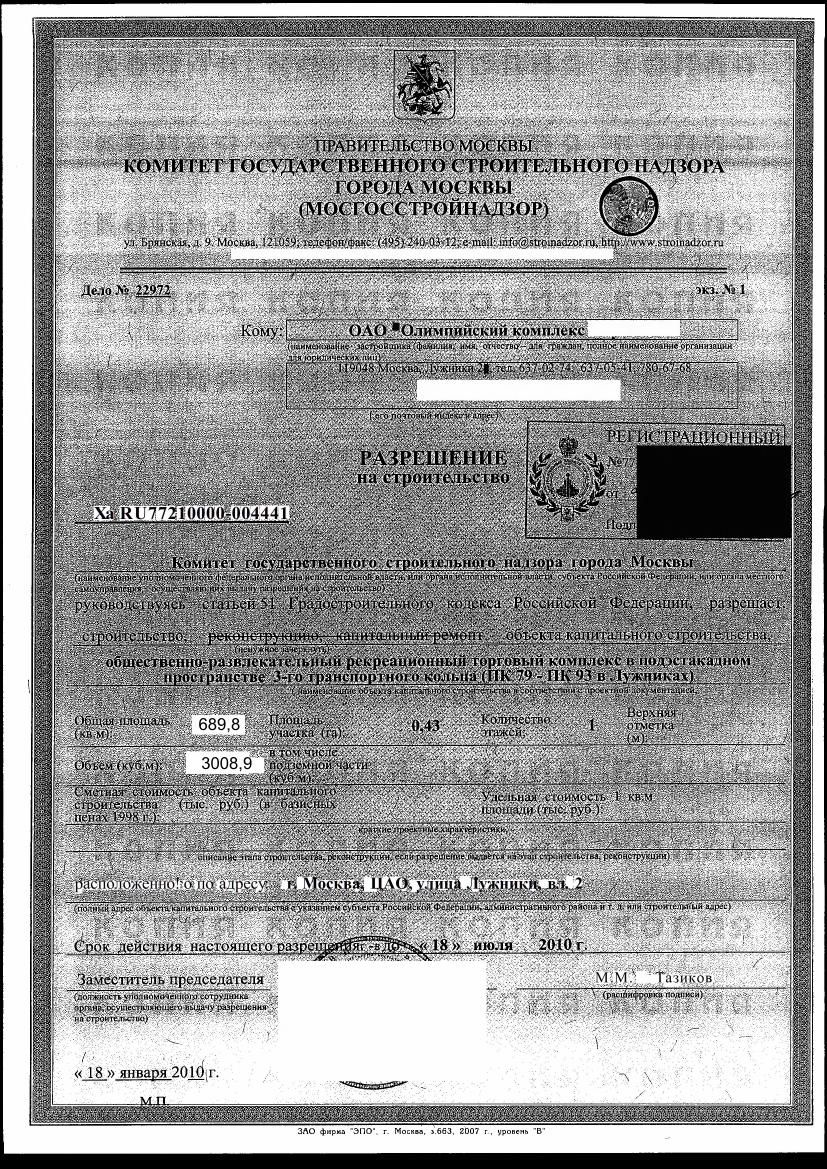 ПРАВИТЕЛЬСТВО МОСКВЫ
КОМИТЕТ ГОСУДАРСТВЕННОГО СТРОИТЕЛЬНОГО НАДЗОРА
ГОРОДА МОСКВЫ
(МОСГОССТРОЙНАДЗОР)
ул. Брянская, д. 9. Москва, 121059; телефон/факс: (495) 240-03-12; e-mail: info@stroinadzor.ru, http://www.stroinadzor.ru
Дело № 22972 экз. № 1
Кому: ОАО "Олимпийский комплекс
(наименование застройщика (фамилия, имя, отчество – для граждан, полное наименование организации
для юридических лиц)
119048 Москва, Лужники 2 тел. 637-02-74; 637-05-41, 780-67-68
(его почтовый индекс и адрес)
РЕГИСТРАЦИОННЫЙ
РАЗРЕШЕНИЕ
№77
на строительство
от
Ха RU77210000-004441
Подп
Комитет государственного строительного надзора города Москвы
(наименование уполномоченного федерального органа исполнительной власти, или органа исполнительной власти субъекта Российской Федерации, или органа местного
самоуправления, осуществляющих выдачу разрешения на строительство)
руководствуясь статьей 51 Градостроительного кодекса Российской Федерации, разрешает
строительство, реконструкцию, капитальный ремонт объекта капитального строительства,
(ненужное зачеркнуть)
общественно-развлекательный рекреационный торговый комплекс в подэстакадном
пространстве 3-го транспортного кольца (ПК 79 - ПК 93 в Лужниках)
(наименование объекта капитального строительства в соответствии с проектной документацией,
Общая площадь (кв.м): 689,8 Площадь участка (га): 0,43 Количество этажей: 1 Верхняя отметка (м):
Объем (куб.м): 3008,9 в том числе подземной части (куб.м):
Сметная стоимость объекта капитального
строительства (тыс. руб.) (в базисных
ценах 1998 г.):
Удельная стоимость 1 кв.м
площади (тыс. руб.):
краткие проектные характеристики,
описание этапа строительства, реконструкции, если разрешение выдается на этап строительства, реконструкции)
расположенного по адресу г. Москва, ЦАО, улица Лужники, вл. 2
(полный адрес объекта капитального строительства с указанием субъекта Российской Федерации, административного района и т. д. или строительный адрес)
Срок действия настоящего разрешения: - до « 18 » июля 2010 г.
Заместитель председателя М.М. Тазиков
(должность уполномоченного сотрудника
органа, осуществляющего выдачу разрешения
на строительство)
(расшифровка подписи)
« 18 » января 2010 г.
М.П.
ЗАО фирма "ЭПО", г. Москва, з.663, 2007 г., уровень "В"